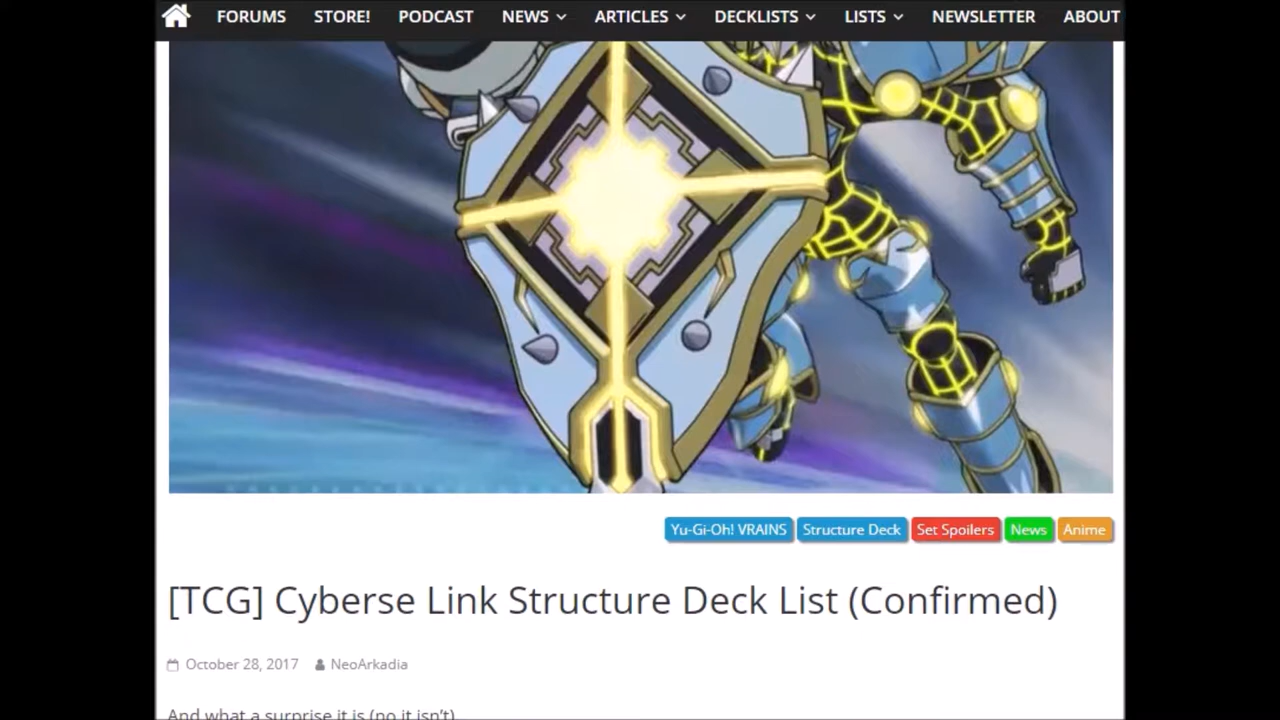 FORUMS STORE! PODCAST NEWS ARTICLES DECKLISTS LISTS NEWSLETTER ABOUT
Yu-Gi-Oh! VRAINS Structure Deck Set Spoilers News Anime
[TCG] Cyberse Link Structure Deck List (Confirmed)
October 28, 2017 NeoArkadia
And what a surprise it is (no it isn't)